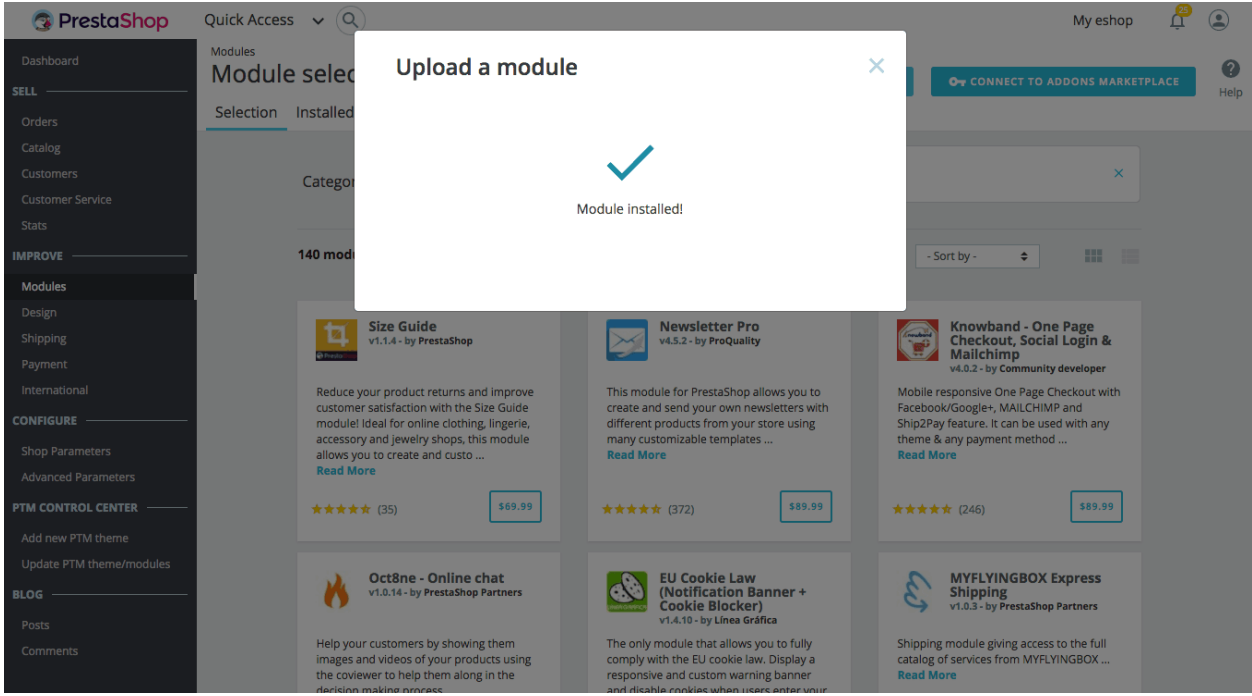 PrestaShop
Quick Access
My eshop
25
Dashboard
SELL
Orders
Catalog
Customers
Customer Service
Stats
IMPROVE
Modules
Design
Shipping
Payment
International
CONFIGURE
Shop Parameters
Advanced Parameters
PTM CONTROL CENTER
Add new PTM theme
Update PTM theme/modules
BLOG
Posts
Comments
Modules
Module selec
CONNECT TO ADDONS MARKETPLACE
Help
Selection Installed
Upload a module
Module installed!
Categor
140 modu
- Sort by -
Size Guide
v1.1.4 - by PrestaShop
Reduce your product returns and improve
customer satisfaction with the Size Guide
module! Ideal for online clothing, lingerie,
accessory and jewelry shops, this module
allows you to create and custo ...
Read More
(35)
$69.99
Newsletter Pro
v4.5.2 - by ProQuality
This module for PrestaShop allows you to
create and send your own newsletters with
different products from your store using
many customizable templates ...
Read More
(372)
$89.99
Knowband - One Page
Checkout, Social Login &
Mailchimp
v4.0.2 - by Community developer
Mobile responsive One Page Checkout with
Facebook/Google+, MAILCHIMP and
Ship2Pay feature. It can be used with any
theme & any payment method ...
Read More
(246)
$89.99
Oct8ne - Online chat
v1.0.14 - by PrestaShop Partners
Help your customers by showing them
images and videos of your products using
the coviewer to help them along in the
decision making process
EU Cookie Law
(Notification Banner +
Cookie Blocker)
v1.4.10 - by Línea Gráfica
The only module that allows you to fully
comply with the EU cookie law. Display a
responsive and custom warning banner
and disable cookies when users enter your
MYFLYINGBOX Express
Shipping
v1.0.3 - by PrestaShop Partners
Shipping module giving access to the full
catalog of services from MYFLYINGBOX ...
Read More